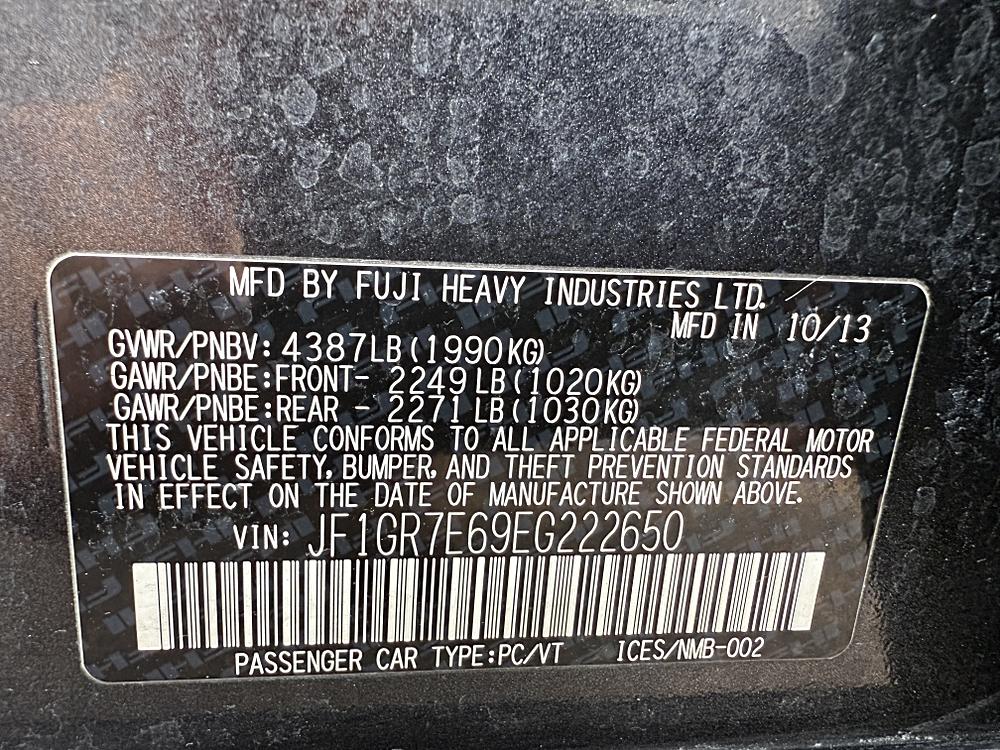 MFD BY FUJI HEAVY INDUSTRIES LTD.
MFD IN 10/13
GVWR/PNBV: 4387LB(1990KG)
GAWR/PNBE:FRONT- 2249LB(1020KG)
GAWR/PNBE:REAR - 2271LB(1030KG)
THIS VEHICLE CONFORMS TO ALL APPLICABLE FEDERAL MOTOR
VEHICLE SAFETY, BUMPER, AND THEFT PREVENTION STANDARDS
IN EFFECT ON THE DATE OF MANUFACTURE SHOWN ABOVE.
VIN: JF1GR7E69EG222650
PASSENGER CAR TYPE:PC/VT ICES/NMB-002